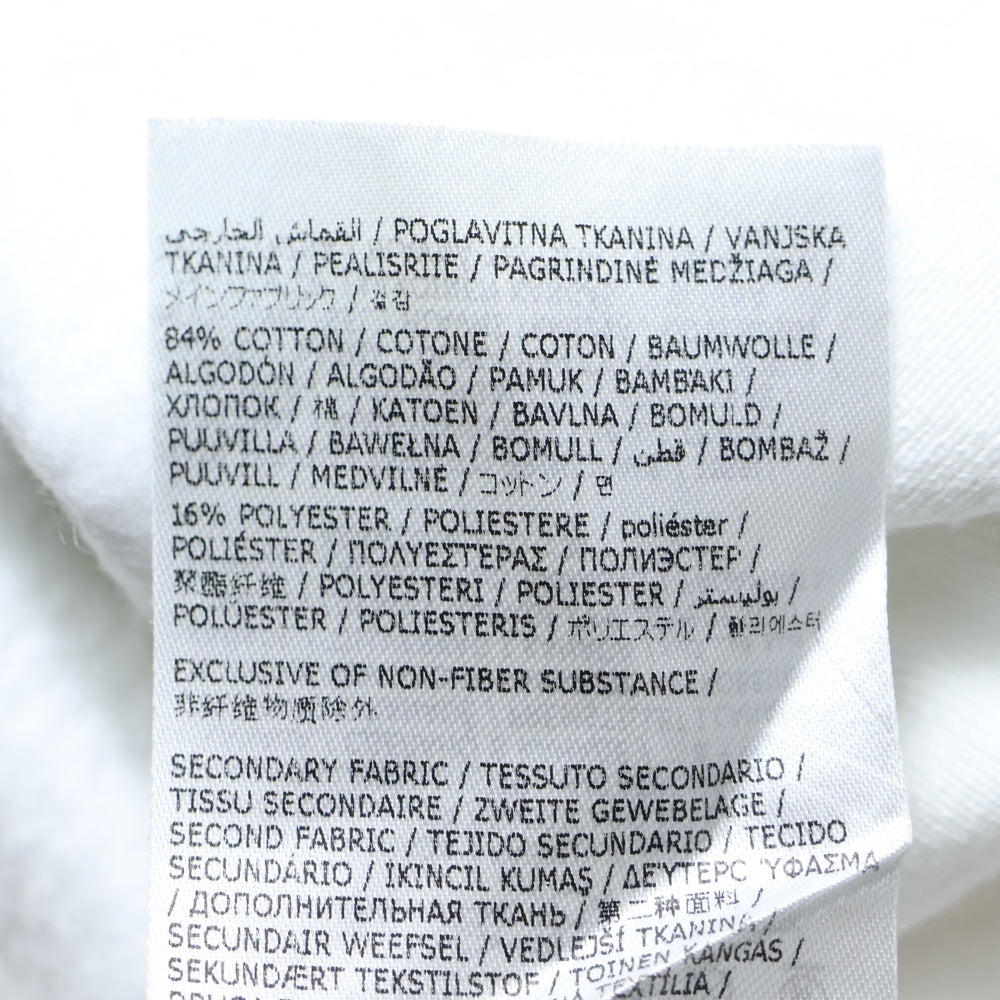 القماش الخارجي / POGLAVITNA TKANINA / VANJSKA
TKANINA / PEALISRIIE / PAGRINDINĖ MEDŽIAGA /
メインファブリック / 겉감
84% COTTON / COTONE / COTON / BAUMWOLLE /
ALGODÓN / ALGODÃO / PAMUK / BAMBAKI /
ХЛОПОК / 棉 / KATOEN / BAVLNA / BOMULD /
PUUVILLA / BAWEŁNA / BOMULL / قطن / BOMBAŽ /
PUUVILL / MEDVILNĖ / コットン / 면
16% POLYESTER / POLIESTERE / poliéster /
POLIÉSTER / ΠΟΛΥΕΣΤΕΡΑΣ / ПОЛИЭСТЕР /
聚酯纤维 / POLYESTERI / POLIESTER / بوليستر /
POLÜESTER / POLIESTERIS / ポリエステル / 폴리에스터
EXCLUSIVE OF NON-FIBER SUBSTANCE /
非纤维物质除外
SECONDARY FABRIC / TESSUTO SECONDARIO /
TISSU SECONDAIRE / ZWEITE GEWEBELAGE /
SECOND FABRIC / TEJIDO SECUNDARIO / TECIDO
SECUNDÁRIO / IKINCIL KUMAŞ / ΔΕΎΤΕΡΟ ΎΦΑΣΜΑ
/ ДОПОЛНИТЕЛЬНАЯ ТКАНЬ / 第二种面料 /
SECUNDAIR WEEFSEL / VEDLEJŠÍ TKANINA /
SEKUNDÆRT TEKSTILSTOF / TOINEN KANGAS /
TEXTILIA /